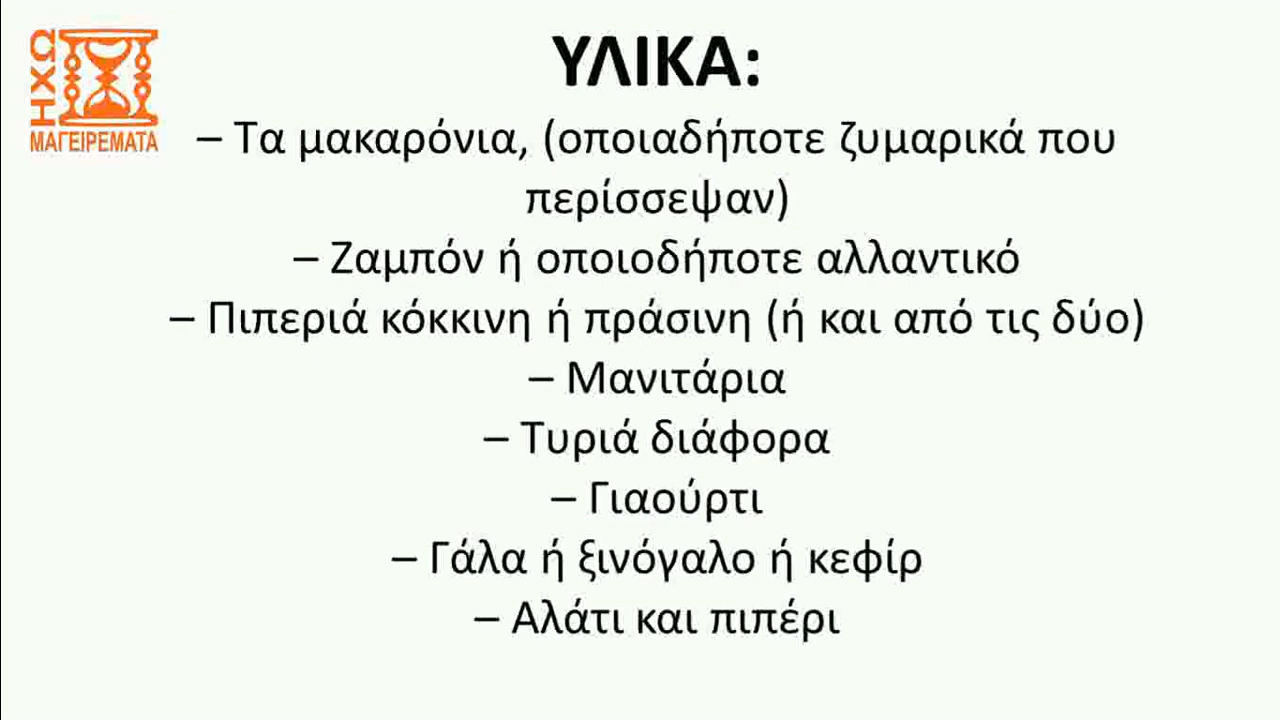 ΗΧΩ
ΜΑΓΕΙΡΕΜΑΤΑ
ΥΛΙΚΑ:
– Τα μακαρόνια, (οποιαδήποτε ζυμαρικά που
περίσσεψαν)
– Ζαμπόν ή οποιοδήποτε αλλαντικό
– Πιπεριά κόκκινη ή πράσινη (ή και από τις δύο)
– Μανιτάρια
– Τυριά διάφορα
– Γιαούρτι
– Γάλα ή ξινόγαλο ή κεφίρ
– Αλάτι και πιπέρι